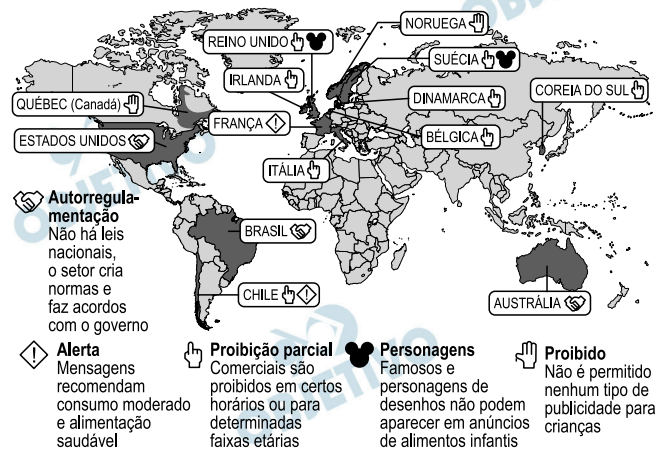 NORUEGA
REINO UNIDO
SUÉCIA
IRLANDA
COREIA DO SUL
QUÉBEC (Canadá)
DINAMARCA
FRANÇA
ESTADOS UNIDOS
BÉLGICA
ITÁLIA
BRASIL
CHILE
AUSTRÁLIA
Autorregula-
mentação
Não há leis
nacionais,
o setor cria
normas e
faz acordos
com o governo
Alerta
Mensagens
recomendam
consumo moderado
e alimentação
saudável
Proibição parcial
Comerciais são
proibidos em certos
horários ou para
determinadas
faixas etárias
Personagens
Famosos e
personagens de
desenhos não podem
aparecer em anúncios
de alimentos infantis
Proibido
Não é permitido
nenhum tipo de
publicidade para
crianças
OBJETIVO
OBJETIVO
OBJETIVO